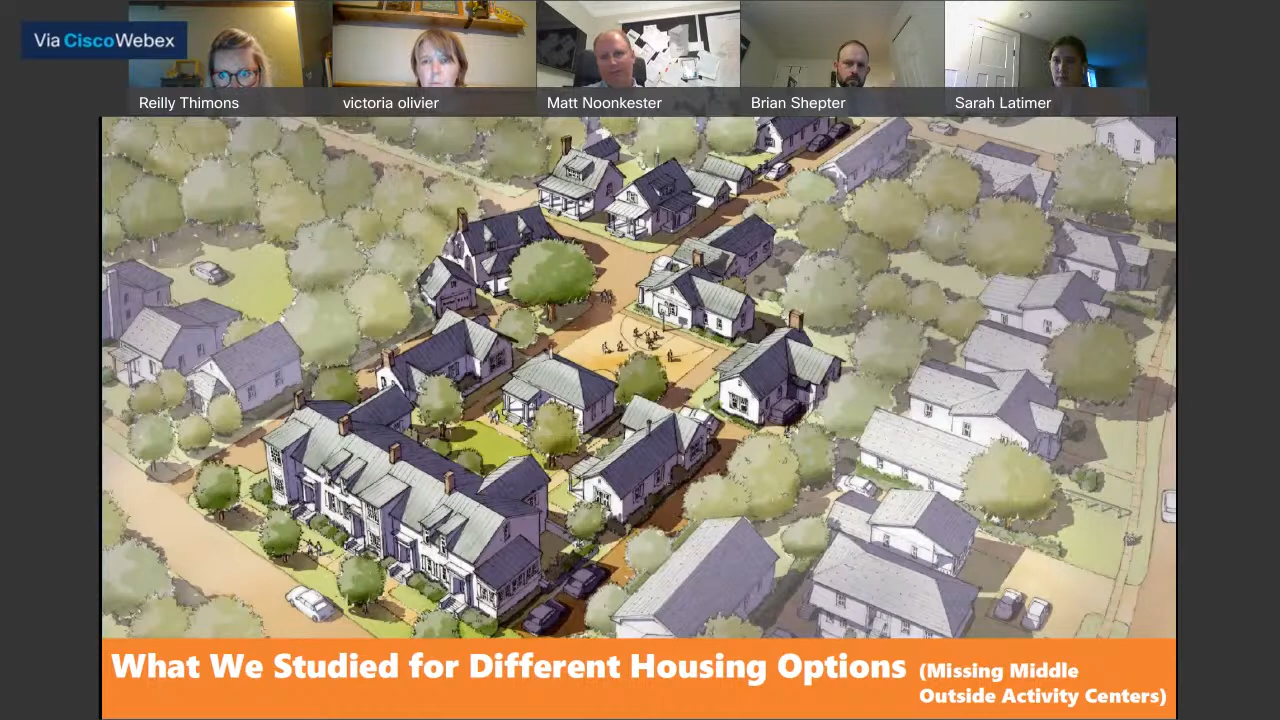 Via Cisco Webex
Reilly Thimons
victoria olivier
Matt Noonkester
Brian Shepter
Sarah Latimer
What We Studied for Different Housing Options (Missing Middle
Outside Activity Centers)